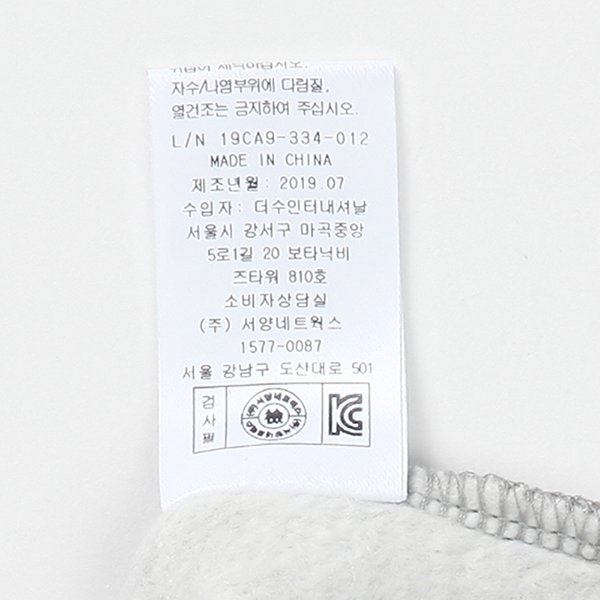 자수/나염부위에 다림질,
열건조는 금지하여 주십시오.
L/N 19CA9-334-012
MADE IN CHINA
제조년월: 2019.07
수입자: 더수인터내셔날
서울시 강서구 마곡중앙
5로1길 20 보타닉비
즈타워 810호
소비자상담실
(주) 서양네트웍스
1577-0087
서울 강남구 도산대로 501
검사필
KC